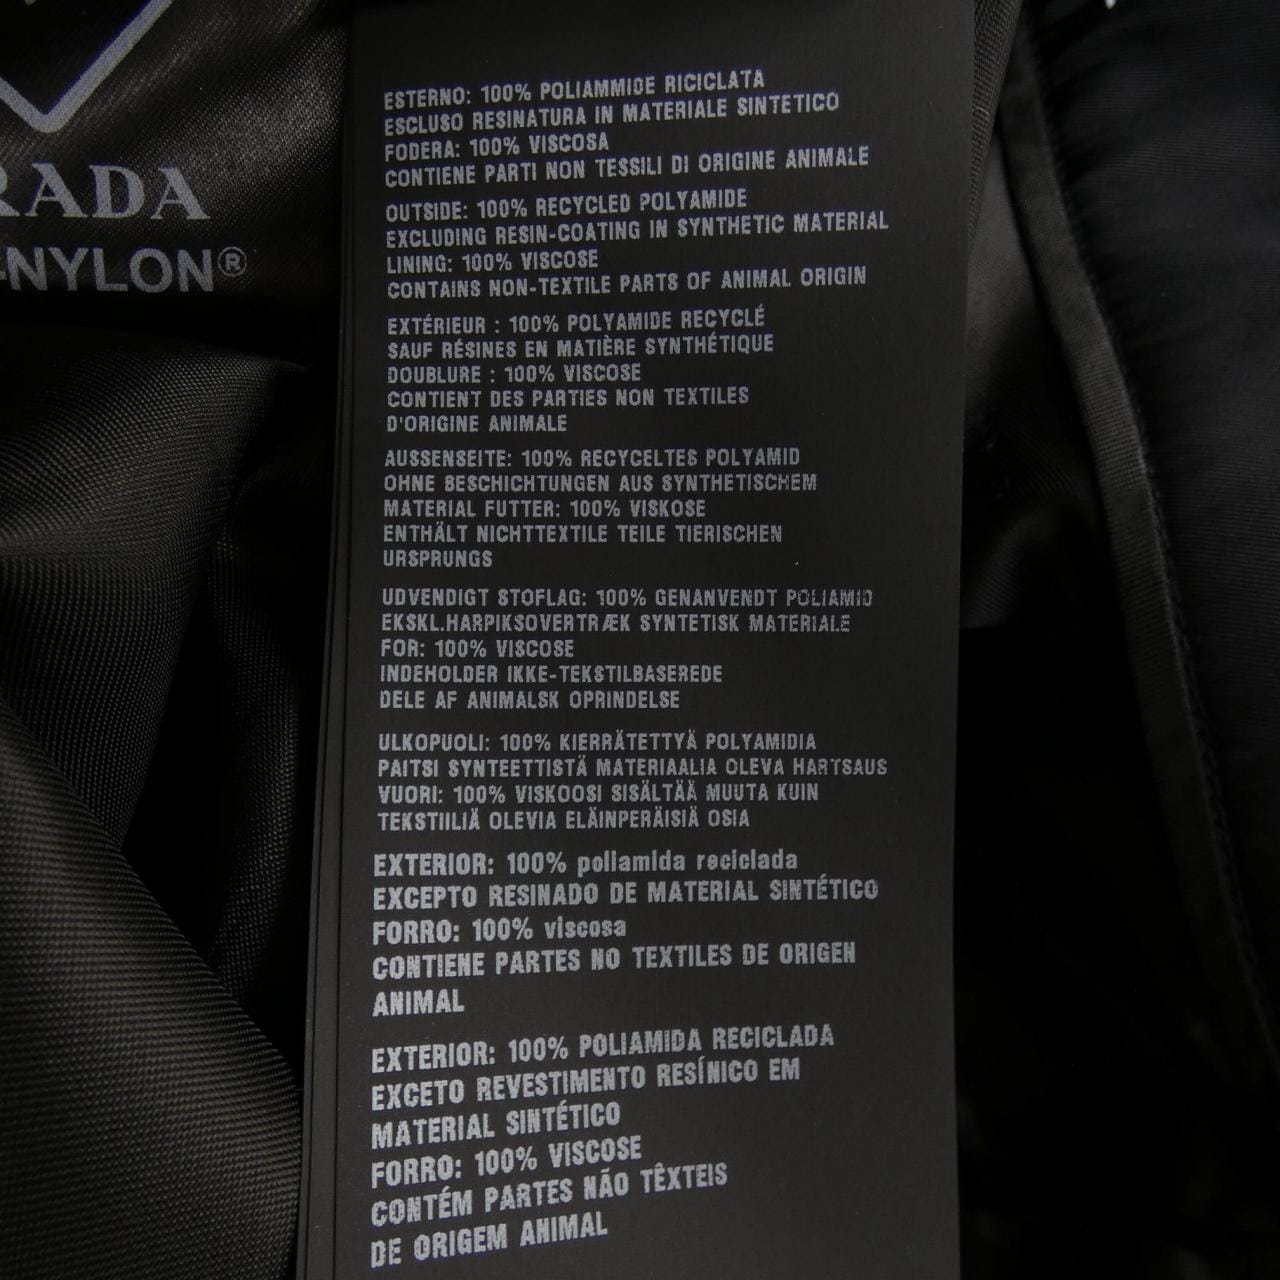 RADA
-NYLON®
ESTERNO: 100% POLIAMMIDE RICICLATA
ESCLUSO RESINATURA IN MATERIALE SINTETICO
FODERA: 100% VISCOSA
CONTIENE PARTI NON TESSILI DI ORIGINE ANIMALE
OUTSIDE: 100% RECYCLED POLYAMIDE
EXCLUDING RESIN-COATING IN SYNTHETIC MATERIAL
LINING: 100% VISCOSE
CONTAINS NON-TEXTILE PARTS OF ANIMAL ORIGIN
EXTÉRIEUR : 100% POLYAMIDE RECYCLÉ
SAUF RÉSINES EN MATIÈRE SYNTHÉTIQUE
DOUBLURE : 100% VISCOSE
CONTIENT DES PARTIES NON TEXTILES
D'ORIGINE ANIMALE
AUSSENSEITE: 100% RECYCELTES POLYAMID
OHNE BESCHICHTUNGEN AUS SYNTHETISCHEM
MATERIAL FUTTER: 100% VISKOSE
ENTHÄLT NICHTTEXTILE TEILE TIERISCHEN
URSPRUNGS
UDVENDIGT STOFLAG: 100% GENANVENDT POLIAMID
EKSKL.HARPIKSOVERTRÆK SYNTETISK MATERIALE
FOR: 100% VISCOSE
INDEHOLDER IKKE-TEKSTILBASEREDE
DELE AF ANIMALSK OPRINDELSE
ULKOPUOLI: 100% KIERRÄTETTYÄ POLYAMIDIA
PAITSI SYNTEETTISTÄ MATERIAALIA OLEVA HARTSAUS
VUORI: 100% VISKOOSI SISÄLTÄÄ MUUTA KUIN
TEKSTIILIÄ OLEVIA ELÄINPERÄISIÄ OSIA
EXTERIOR: 100% poliamida reciclada
EXCEPTO RESINADO DE MATERIAL SINTÉTICO
FORRO: 100% viscosa
CONTIENE PARTES NO TEXTILES DE ORIGEN
ANIMAL
EXTERIOR: 100% POLIAMIDA RECICLADA
EXCETO REVESTIMENTO RESÍNICO EM
MATERIAL SINTÉTICO
FORRO: 100% VISCOSE
CONTÉM PARTES NÃO TÊXTEIS
DE ORIGEM ANIMAL